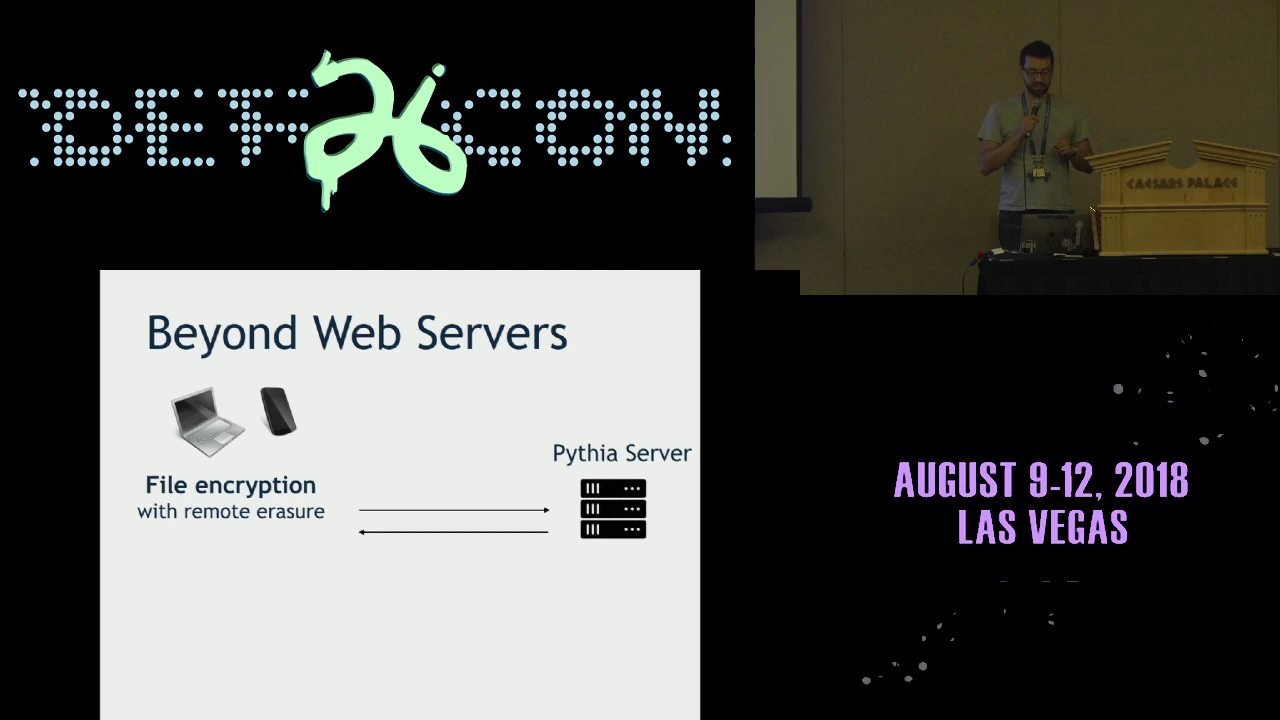 DEF CON
26
CAESARS PALACE
Beyond Web Servers
Pythia Server
File encryption
with remote erasure
AUGUST 9-12, 2018
LAS VEGAS